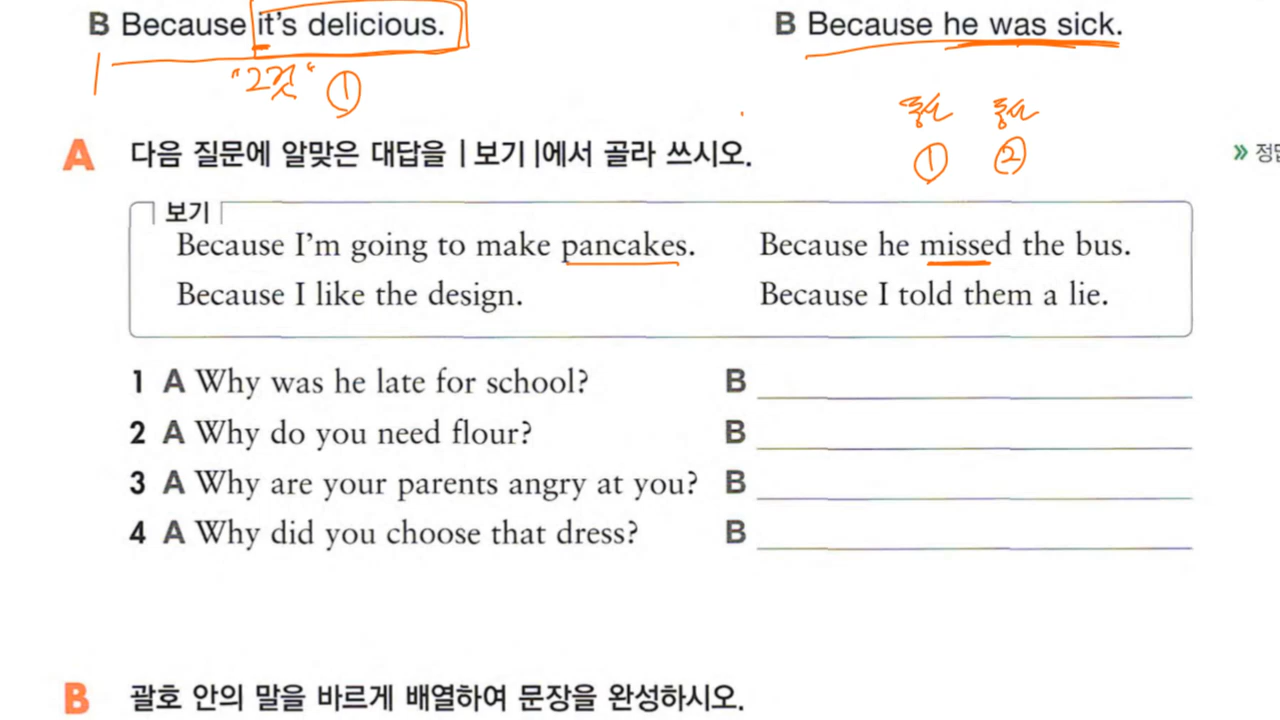 B Because it's delicious.
B Because he was sick.
"그것" ①
동사 동사
① ②
A 다음 질문에 알맞은 대답을 |보기|에서 골라 쓰시오.
»
보기
Because I'm going to make pancakes. Because he missed the bus.
Because I like the design. Because I told them a lie.
1 A Why was he late for school? B
2 A Why do you need flour? B
3 A Why are your parents angry at you? B
4 A Why did you choose that dress? B
B 괄호 안의 말을 바르게 배열하여 문장을 완성하시오.